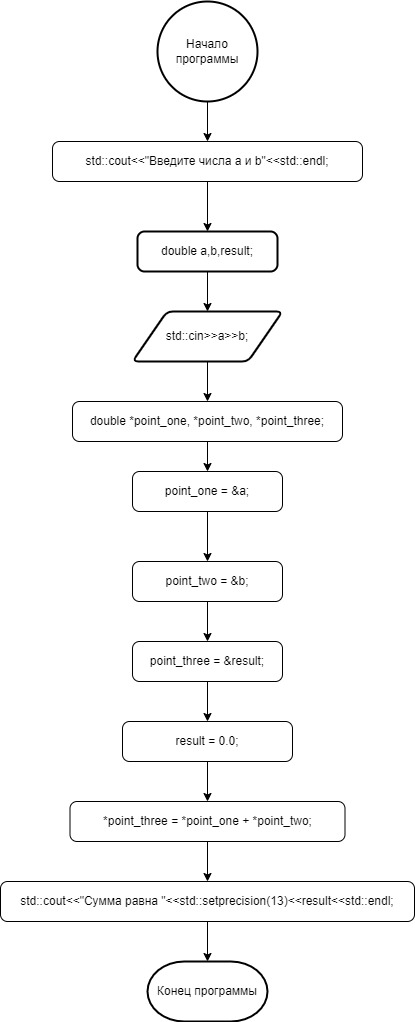 Начало
программы
std::cout<<"Введите числа a и b"<<std::endl;
double a,b,result;
std::cin>>a>>b;
double *point_one, *point_two, *point_three;
point_one = &a;
point_two = &b;
point_three = &result;
result = 0.0;
*point_three = *point_one + *point_two;
std::cout<<"Сумма равна "<<std::setprecision(13)<<result<<std::endl;
Конец программы